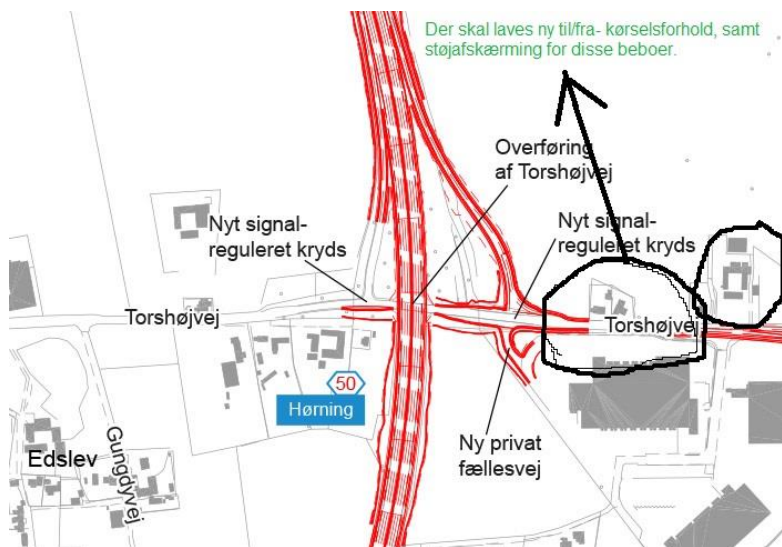 Der skal laves ny til/fra- kørselsforhold, samt
støjafskærmning for disse beboer.
Overføring
af Torshøjvej
Nyt signal-
reguleret kryds
Nyt signal-
reguleret kryds
Torshøjvej
Torshøjvej
50
Hørning
Ny privat
fællesvej
Edslev
Gungdyvej